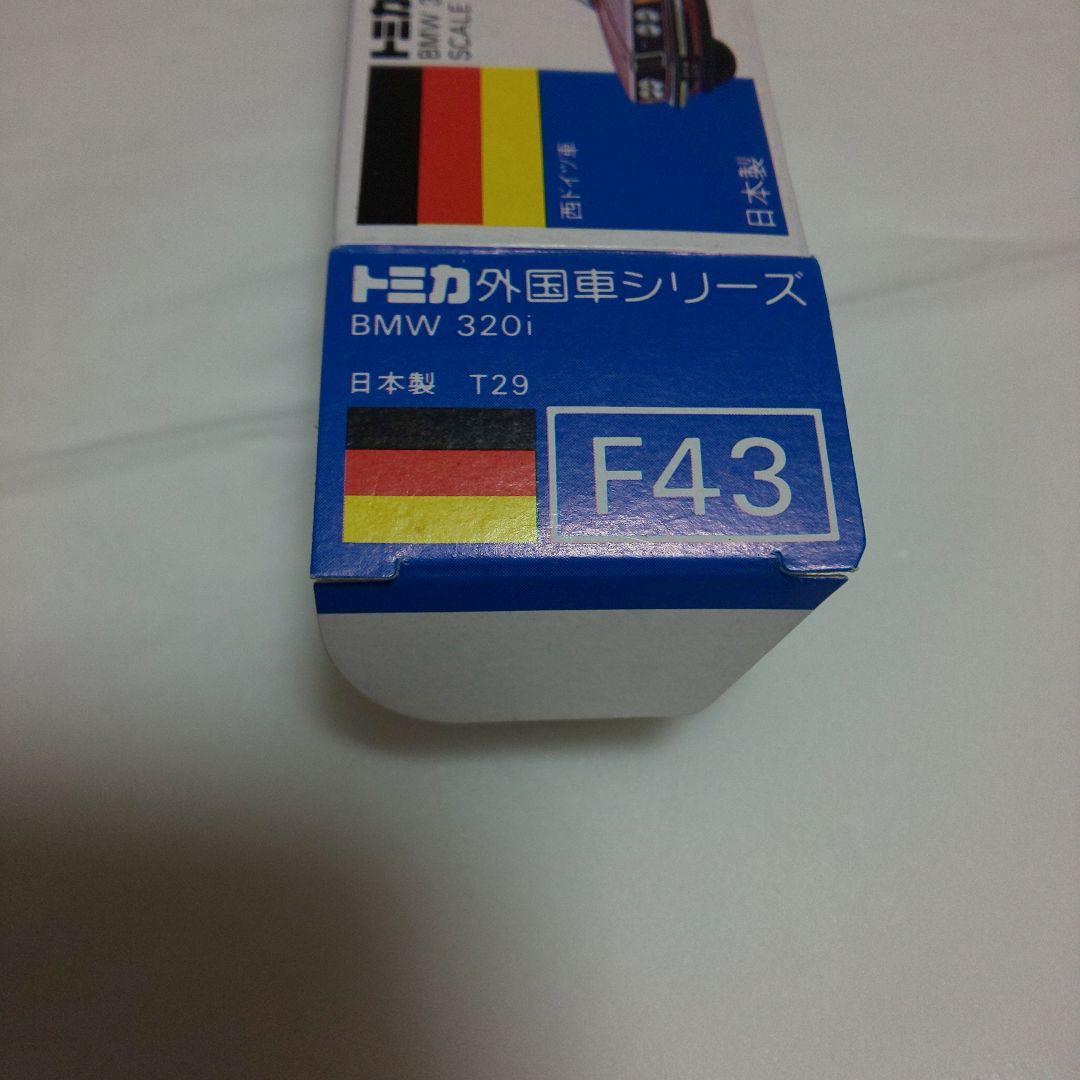 トミカ
BMW 3
SCALE
西ドイツ車
日本製
トミカ外国車シリーズ
BMW 320i
日本製 T29
F43